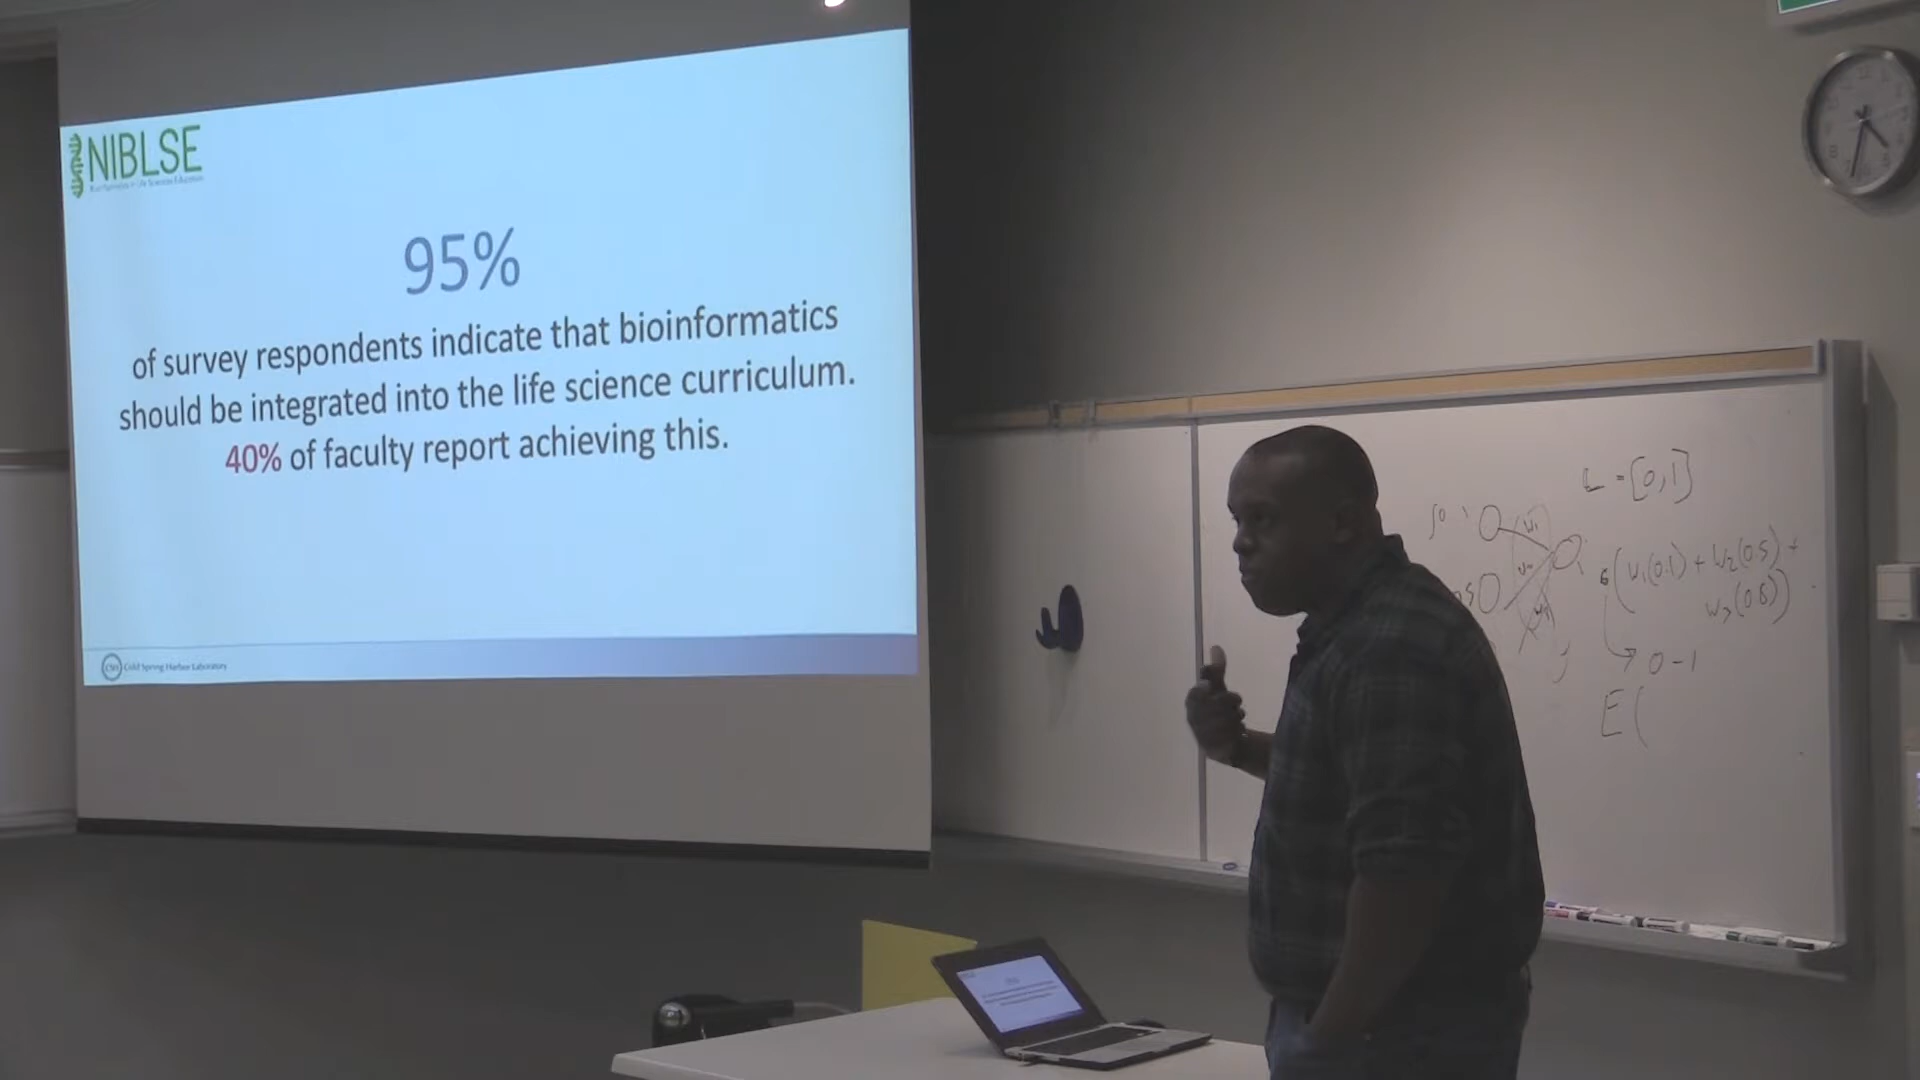 NIBLSE
95%
of survey respondents indicate that bioinformatics
should be integrated into the life science curriculum.
40% of faculty report achieving this.
CSH Cold Spring Harbor Laboratory
L = [0,1]
W1
(W1(0.1) + W2(0.5) +
W3(0.8))
0-1
E(